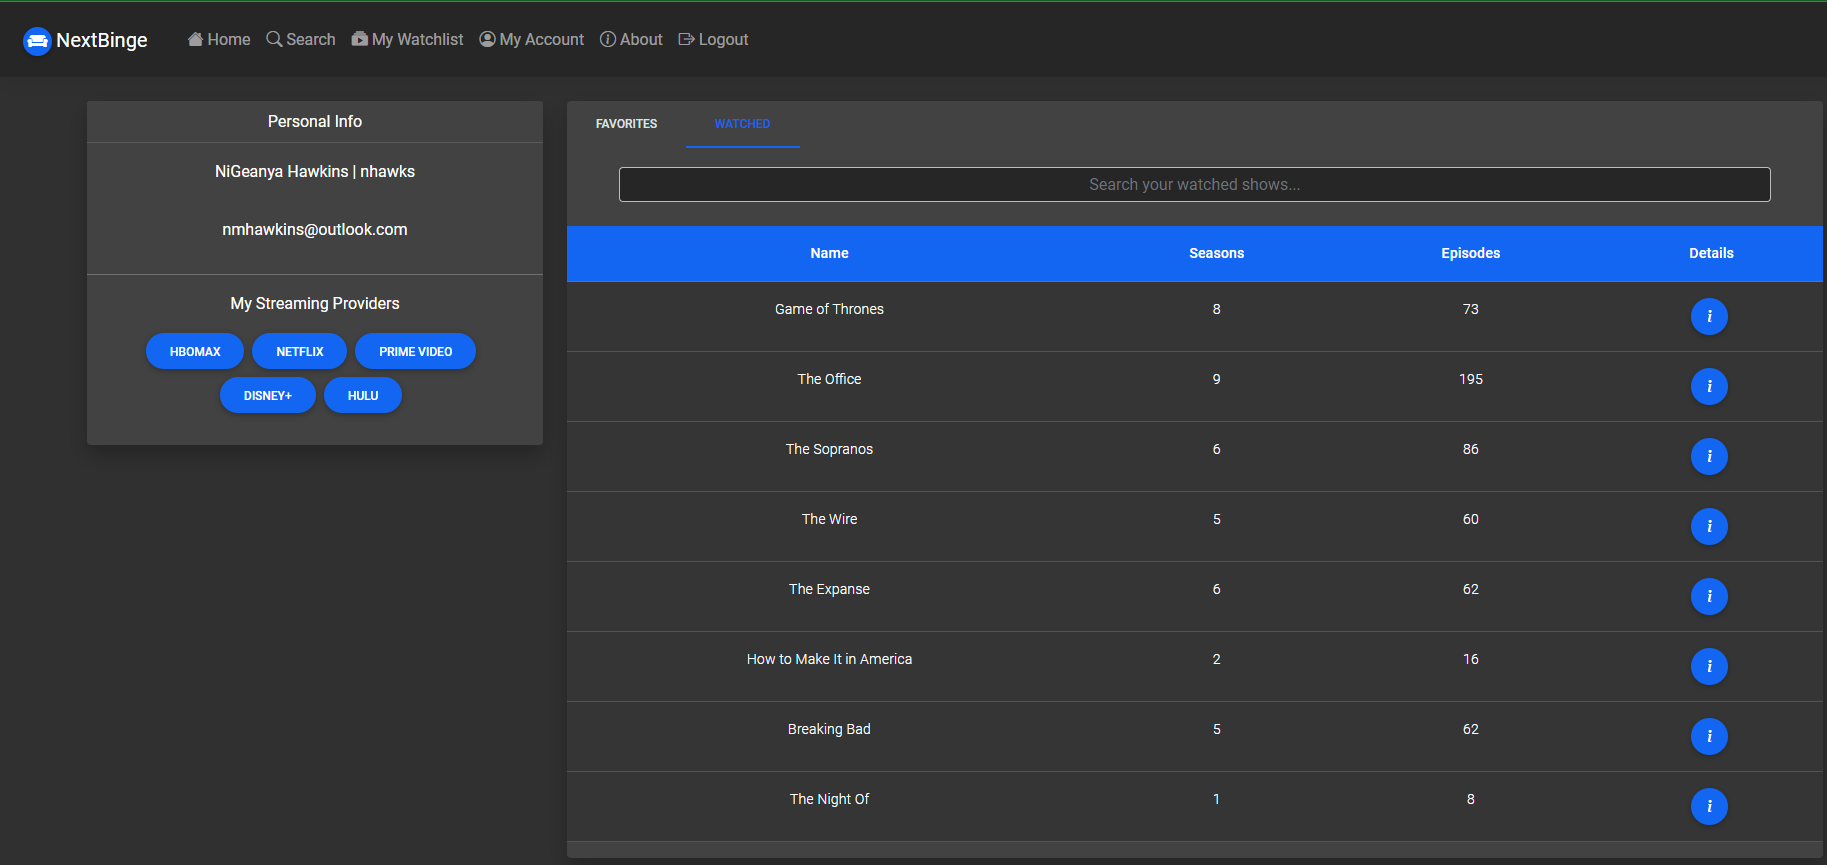 NextBinge Home Search My Watchlist My Account About Logout
Personal Info
NiGeanya Hawkins | nhawks
nmhawkins@outlook.com
My Streaming Providers
HBOMAX NETFLIX PRIME VIDEO
DISNEY+ HULU
FAVORITES WATCHED
Search your watched shows...
Name Seasons Episodes Details
Game of Thrones 8 73 i
The Office 9 195 i
The Sopranos 6 86 i
The Wire 5 60 i
The Expanse 6 62 i
How to Make It in America 2 16 i
Breaking Bad 5 62 i
The Night Of 1 8 i